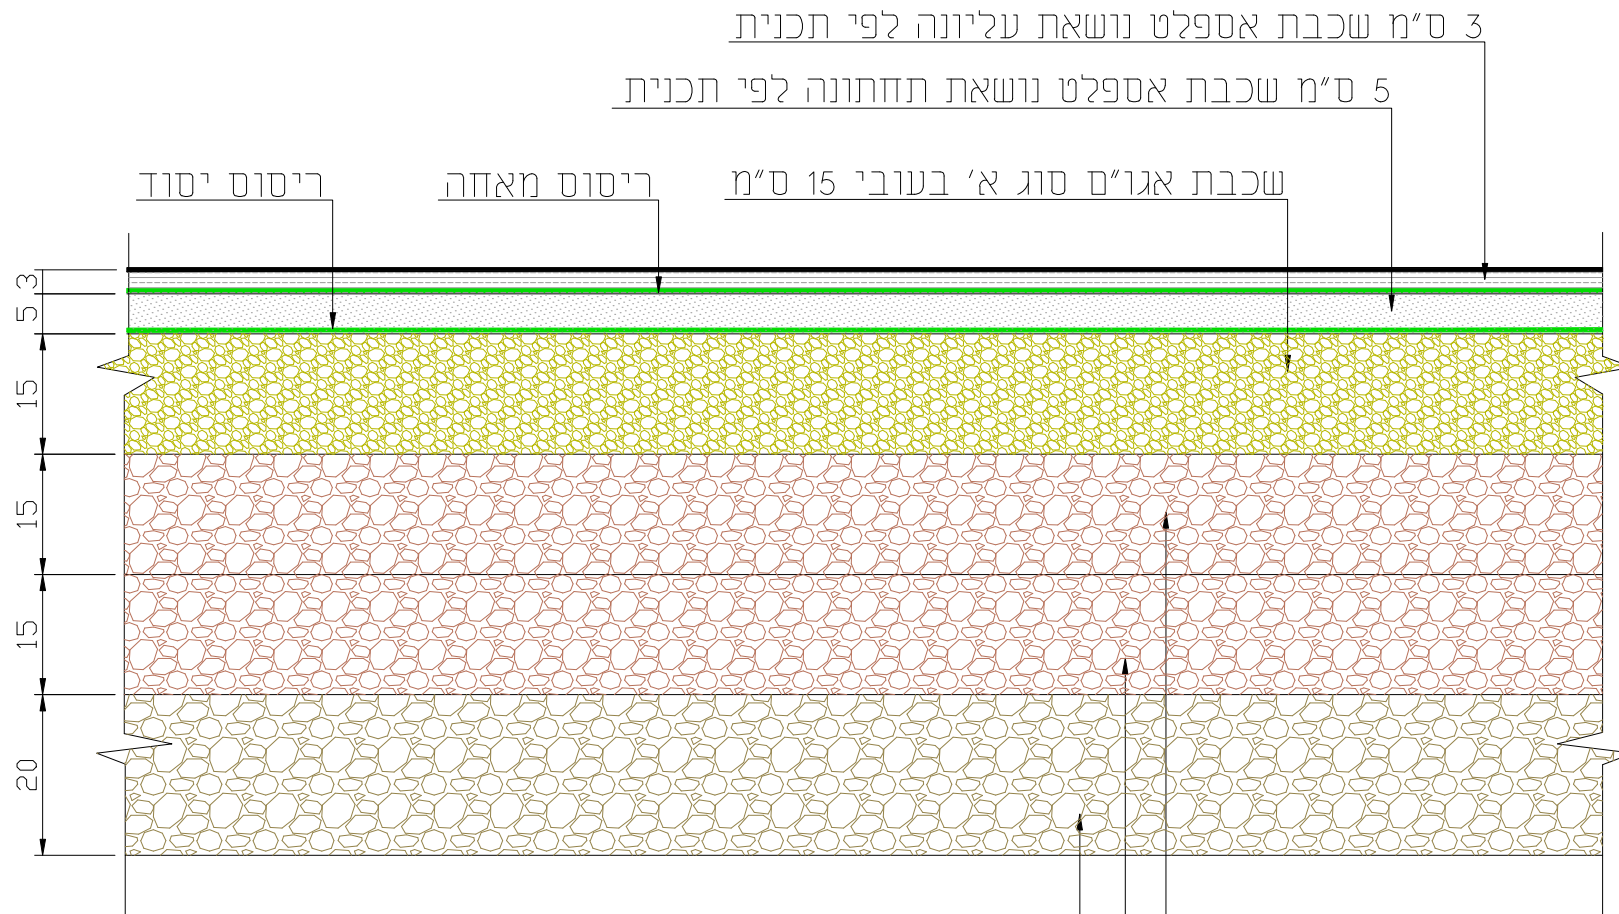 3 ס"מ שכבת אספלט נושאת עליונה לפי תכנית
5 ס"מ שכבת אספלט נושאת תחתונה לפי תכנית
שכבת אגו"ם סוג א' בעובי 15 ס"מ
ריסוס מאחה
ריסוס יסוד
3
5
15
15
15
20